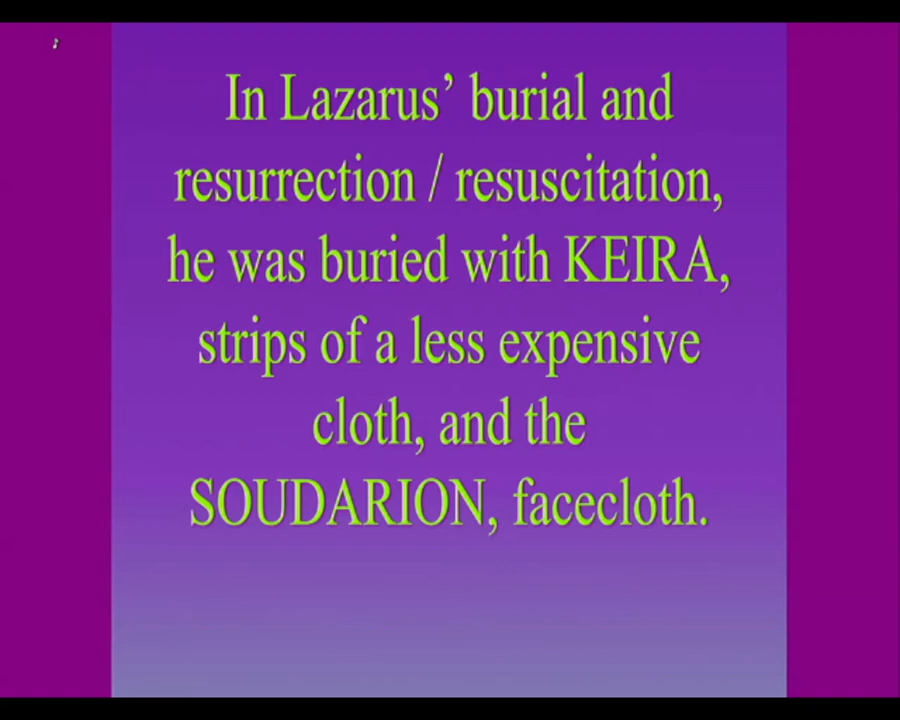 In Lazarus’ burial and
resurrection / resuscitation,
he was buried with KEIRA,
strips of a less expensive
cloth, and the
SOUDARION, facecloth.